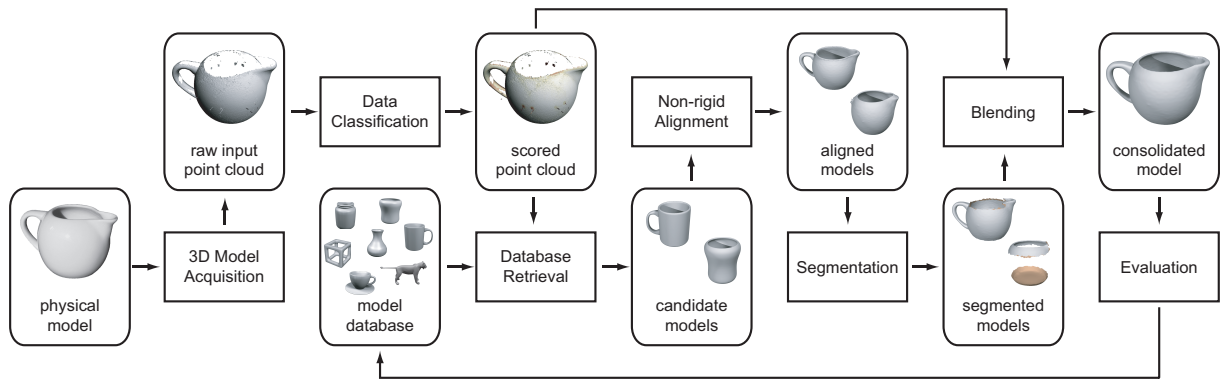 physical
model
3D Model
Acquisition
raw input
point cloud
Data
Classification
scored
point cloud
model
database
Database
Retrieval
candidate
models
Non-rigid
Alignment
aligned
models
Segmentation
segmented
models
Blending
consolidated
model
Evaluation